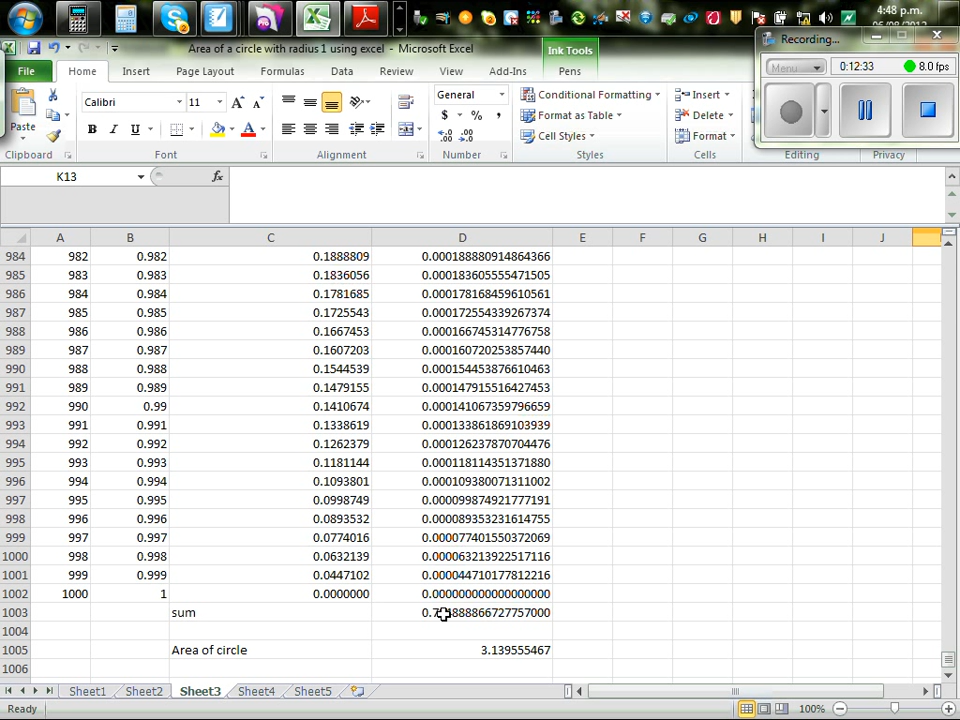 4:48 p.m.
06/08/2012
Area of a circle with radius 1 using excel - Microsoft Excel
Ink Tools
Recording...
File
Home
Insert
Page Layout
Formulas
Data
Review
View
Add-Ins
Pens
Menu
0:12:33
8.0 fps
Paste
Calibri
11
General
Conditional Formatting
Format as Table
Cell Styles
Insert
Delete
Format
Clipboard
Font
Alignment
Number
Styles
Cells
Editing
Privacy
K13
fx
A B C D E F G H I J
984 982 0.982 0.1888809 0.000188880914864366
985 983 0.983 0.1836056 0.000183605555471505
986 984 0.984 0.1781685 0.000178168459610561
987 985 0.985 0.1725543 0.000172554339267374
988 986 0.986 0.1667453 0.000166745314776758
989 987 0.987 0.1607203 0.000160720253857440
990 988 0.988 0.1544539 0.000154453876610463
991 989 0.989 0.1479155 0.000147915516427453
992 990 0.99 0.1410674 0.000141067359796659
993 991 0.991 0.1338619 0.000133861869103939
994 992 0.992 0.1262379 0.000126237870704476
995 993 0.993 0.1181144 0.000118114351371880
996 994 0.994 0.1093801 0.000109380071311002
997 995 0.995 0.0998749 0.000099874921777191
998 996 0.996 0.0893532 0.000089353231614755
999 997 0.997 0.0774016 0.000077401550372069
1000 998 0.998 0.0632139 0.000063213922517116
1001 999 0.999 0.0447102 0.000044710177812216
1002 1000 1 0.0000000 0.000000000000000000
1003 sum
1004
1005 Area of circle 3.139555467
1006
Sheet1 Sheet2 Sheet3 Sheet4 Sheet5
Ready
100%